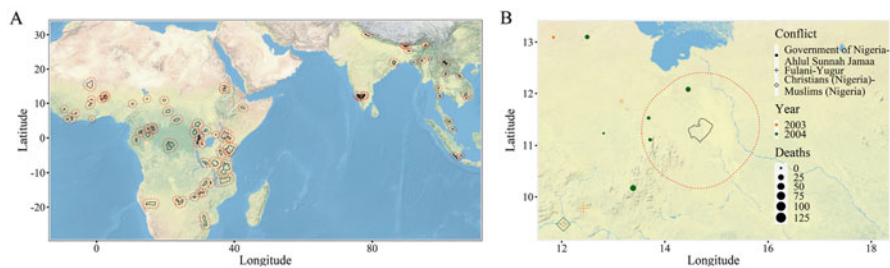 A
Latitude
30
20
10
0
-10
-20
0
40
80
Longitude
B
Latitude
13
12
11
10
12
14
16
18
Longitude
Conflict
Government of Nigeria-
Ahlul Sunnah Jamaa
Fulani-Yugur
Christians (Nigeria)-
Muslims (Nigeria)
Year
2003
2004
Deaths
0
25
50
75
100
125